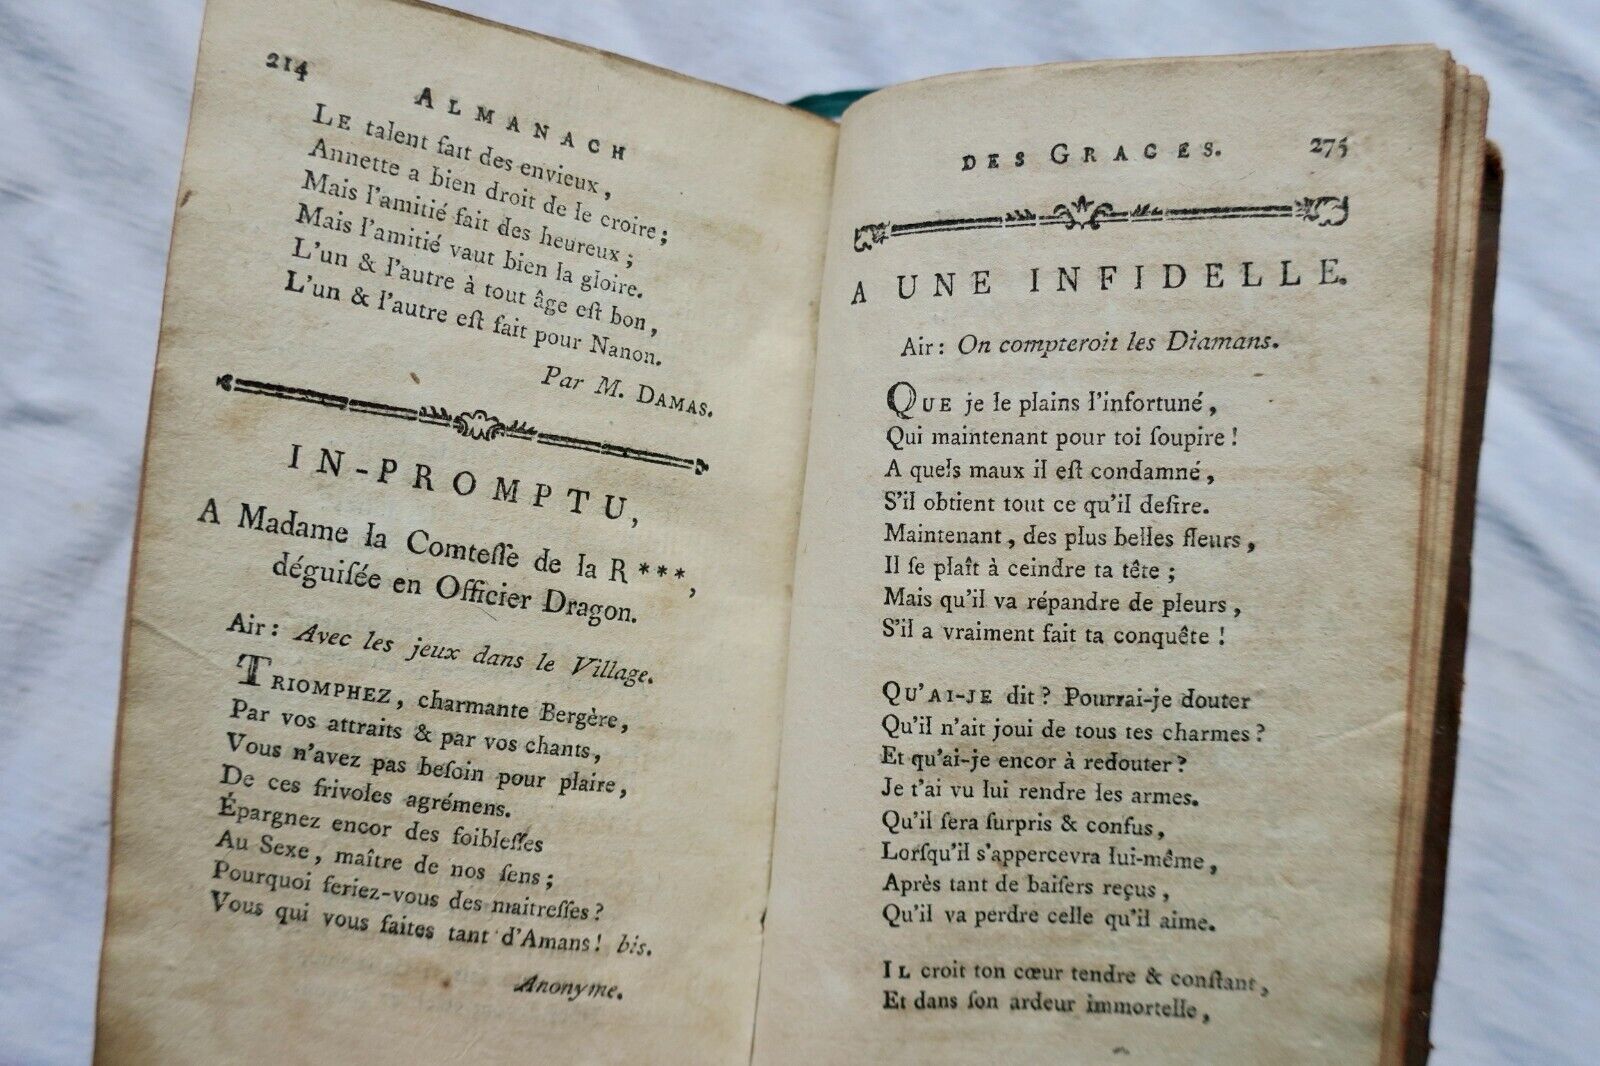 214
ALMANACH
LE talent fait des envieux,
Annette a bien droit de le croire;
Mais l'amitié fait des heureux;
Mais l'amitié vaut bien la gloire.
L'un & l'autre à tout âge eſt bon,
L'un & l'autre eſt fait pour Nanon.
Par M. DAMAS.
IN-PROMPTU,
A Madame la Comteſſe de la R***,
déguiſée en Officier Dragon.
Air: Avec les jeux dans le Village.
TRIOMPHEZ, charmante Bergère,
Par vos attraits & par vos chants,
Vous n'avez pas beſoin pour plaire,
De ces frivoles agrémens.
Épargnez encor des foibleſſes
Au Sexe, maître de nos ſens;
Pourquoi feriez-vous des maitreſſes?
Vous qui vous faites tant d'Amans! bis.
Anonyme.
DES GRACES. 275
A UNE INFIDELLE.
Air: On compteroit les Diamans.
QUE je le plains l'infortuné,
Qui maintenant pour toi ſoupire!
A quels maux il eſt condamné,
S'il obtient tout ce qu'il deſire.
Maintenant, des plus belles fleurs,
Il ſe plaît à ceindre ta tête;
Mais qu'il va répandre de pleurs,
S'il a vraiment fait ta conquête!
QU'AI-JE dit? Pourrai-je douter
Qu'il n'ait joui de tous tes charmes?
Et qu'ai-je encor à redouter?
Je t'ai vu lui rendre les armes.
Qu'il ſera ſurpris & confus,
Lorſqu'il s'appercevra lui-même,
Après tant de baiſers reçus,
Qu'il va perdre celle qu'il aime.
IL croit ton cœur tendre & conſtant,
Et dans ſon ardeur immortelle,